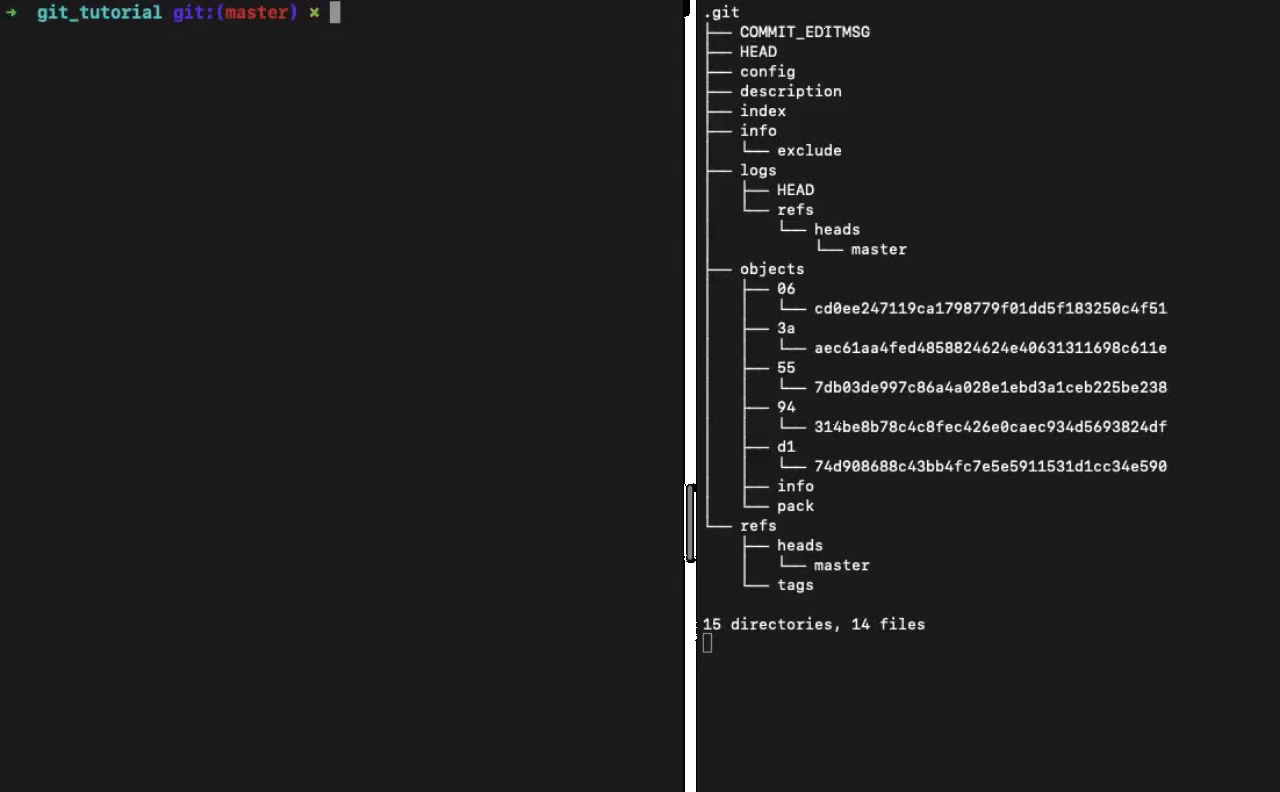 ➜ git_tutorial git:(master) ✗
.git
├── COMMIT_EDITMSG
├── HEAD
├── config
├── description
├── index
├── info
│   └── exclude
├── logs
│   ├── HEAD
│   └── refs
│       └── heads
│           └── master
├── objects
│   ├── 06
│   │   └── cd0ee247119ca1798779f01dd5f183250c4f51
│   ├── 3a
│   │   └── aec61aa4fed4858824624e40631311698c611e
│   ├── 55
│   │   └── 7db03de997c86a4a028e1ebd3a1ceb225be238
│   ├── 94
│   │   └── 314be8b78c4c8fec426e0caec934d5693824df
│   ├── d1
│   │   └── 74d908688c43bb4fc7e5e5911531d1cc34e590
│   ├── info
│   └── pack
└── refs
    ├── heads
    │   └── master
    └── tags
15 directories, 14 files